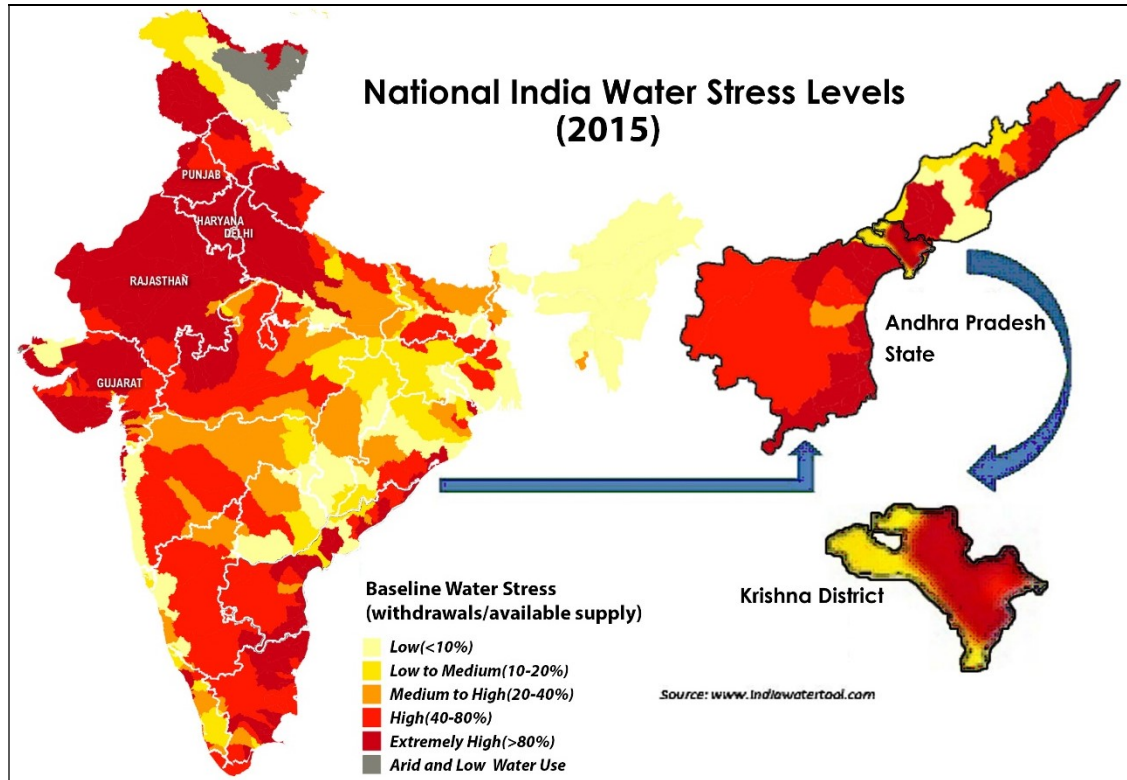 National India Water Stress Levels
(2015)
PUNJAB
HARYANA
DELHI
RAJASTHAN
GUJARAT
Andhra Pradesh
State
Krishna District
Baseline Water Stress
(withdrawals/available supply)
Low(<10%)
Low to Medium(10-20%)
Medium to High(20-40%)
High(40-80%)
Extremely High(>80%)
Arid and Low Water Use
Source: www.indiawatertool.com